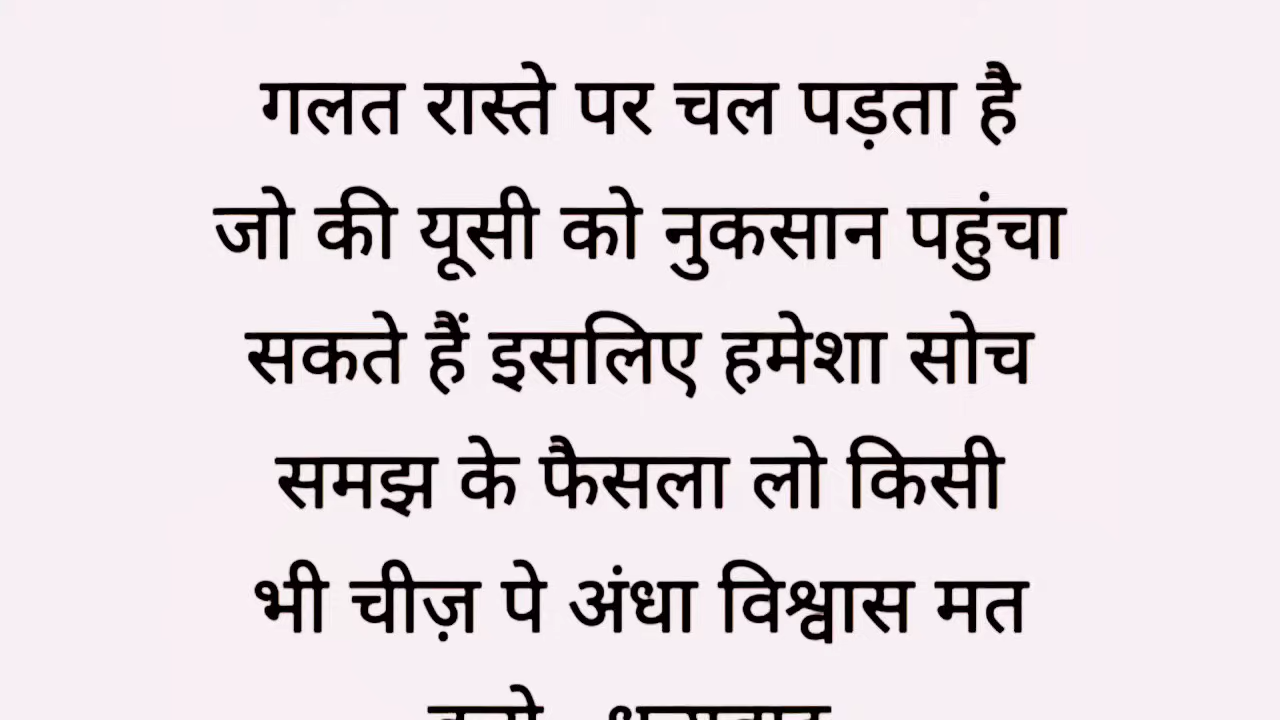 गलत रास्ते पर चल पड़ता है
जो की यूसी को नुकसान पहुंचा
सकते हैं इसलिए हमेशा सोच
समझ के फैसला लो किसी
भी चीज़ पे अंधा विश्वास मत